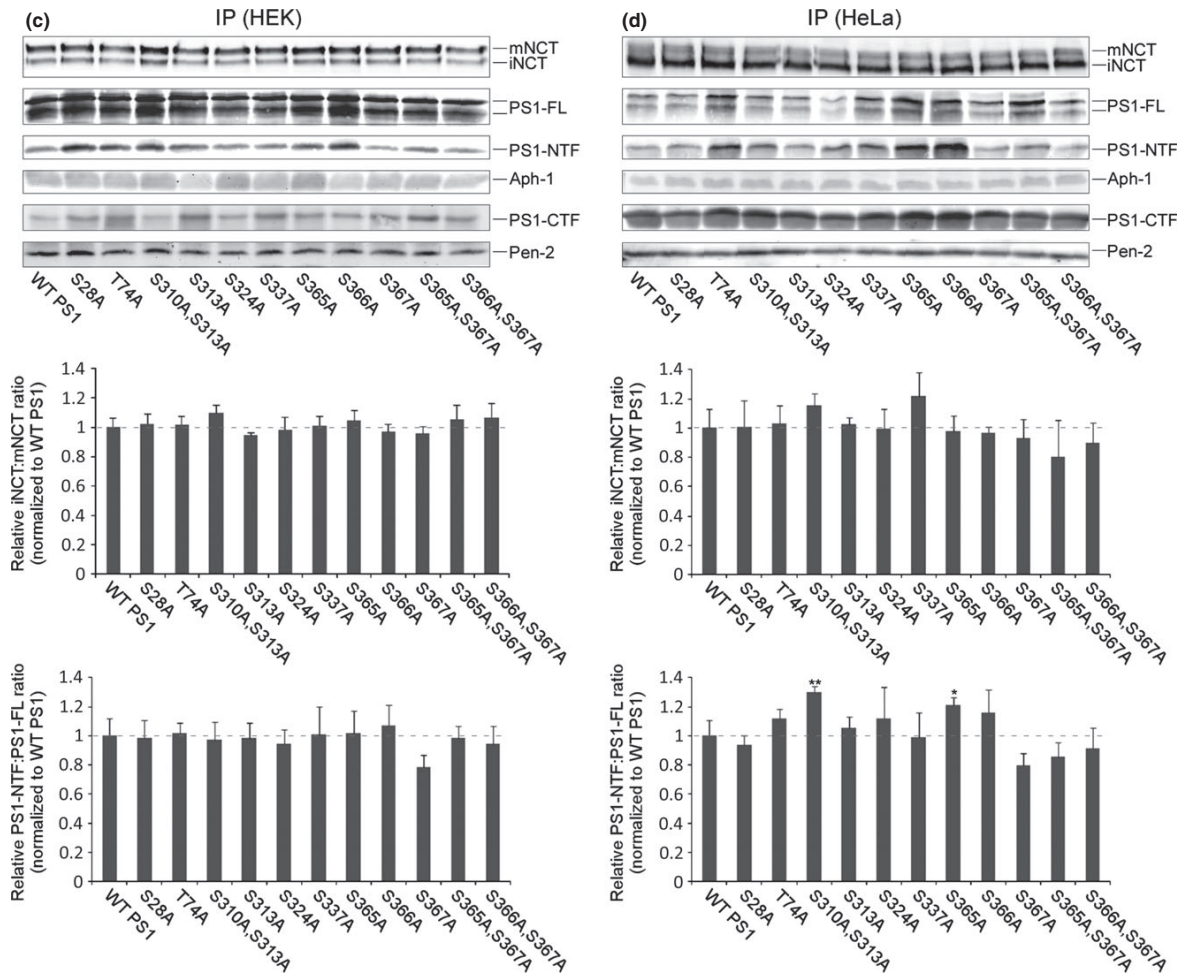 (c) IP (HEK)
mNCT
iNCT
PS1-FL
PS1-NTF
Aph-1
PS1-CTF
Pen-2
WT PS1
S28A
T74A
S310A,S313A
S313A
S324A
S337A
S365A
S366A
S367A
S365A,S367A
S366A,S367A
Relative iNCT:mNCT ratio
(normalized to WT PS1)
1.4
1.2
1
0.8
0.6
0.4
0.2
0
WT PS1
S28A
T74A
S310A,S313A
S313A
S324A
S337A
S365A
S366A
S367A
S365A,S367A
S366A,S367A
Relative PS1-NTF:PS1-FL ratio
(normalized to WT PS1)
1.4
1.2
1
0.8
0.6
0.4
0.2
0
WT PS1
S28A
T74A
S310A,S313A
S313A
S324A
S337A
S365A
S366A
S367A
S365A,S367A
S366A,S367A
(d) IP (HeLa)
mNCT
iNCT
PS1-FL
PS1-NTF
Aph-1
PS1-CTF
Pen-2
WT PS1
S28A
T74A
S310A,S313A
S313A
S324A
S337A
S365A
S366A
S367A
S365A,S367A
S366A,S367A
Relative iNCT:mNCT ratio
(normalized to WT PS1)
1.4
1.2
1
0.8
0.6
0.4
0.2
0
WT PS1
S28A
T74A
S310A,S313A
S313A
S324A
S337A
S365A
S366A
S367A
S365A,S367A
S366A,S367A
Relative PS1-NTF:PS1-FL ratio
(normalized to WT PS1)
1.4
1.2
1
0.8
0.6
0.4
0.2
0
**
*
WT PS1
S28A
T74A
S310A,S313A
S313A
S324A
S337A
S365A
S366A
S367A
S365A,S367A
S366A,S367A